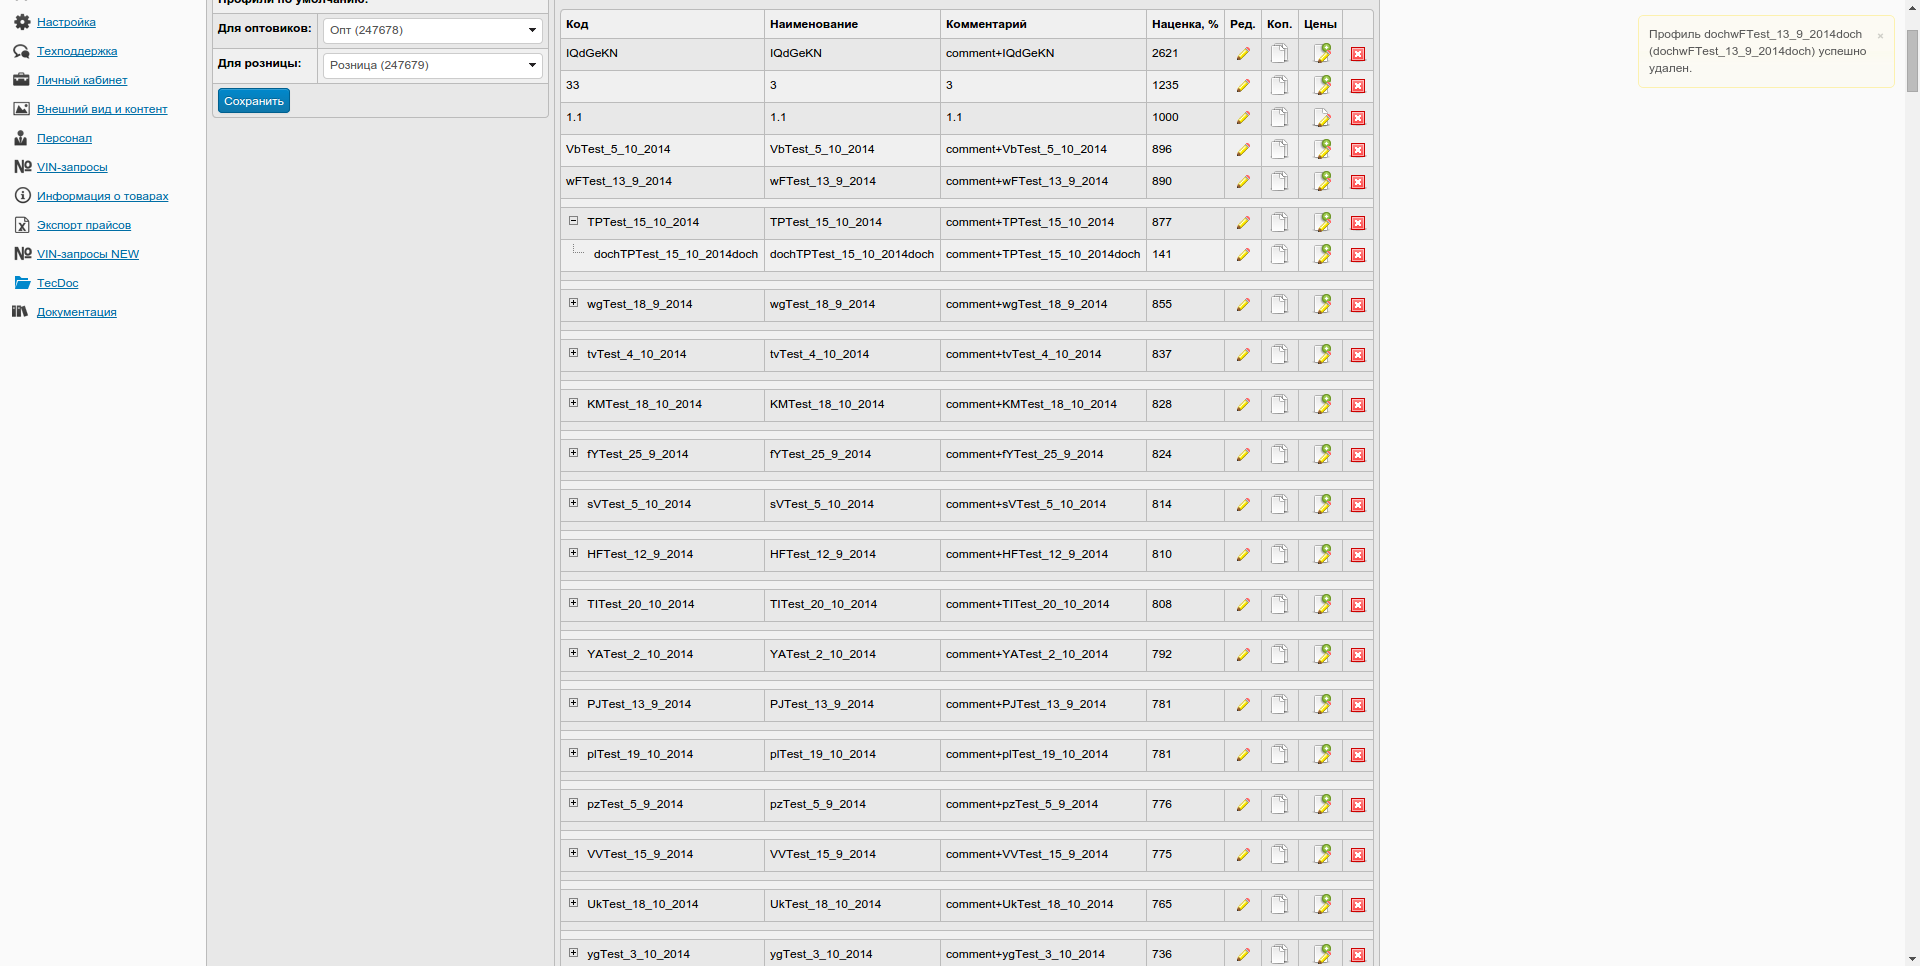 Настройка
Техподдержка
Личный кабинет
Внешний вид и контент
Персонал
VIN-запросы
Информация о товарах
Экспорт прайсов
VIN-запросы NEW
TecDoc
Документация
Профили по умолчанию:
Для оптовиков: Опт (247678)
Для розницы: Розница (247679)
Сохранить
Код Наименование Комментарий Наценка, % Ред. Коп. Цены
IQdGeKN IQdGeKN comment+IQdGeKN 2621
33 3 3 1235
1.1 1.1 1.1 1000
VbTest_5_10_2014 VbTest_5_10_2014 comment+VbTest_5_10_2014 896
wFTest_13_9_2014 wFTest_13_9_2014 comment+wFTest_13_9_2014 890
TPTest_15_10_2014 TPTest_15_10_2014 comment+TPTest_15_10_2014 877
dochTPTest_15_10_2014doch dochTPTest_15_10_2014doch comment+TPTest_15_10_2014doch 141
wgTest_18_9_2014 wgTest_18_9_2014 comment+wgTest_18_9_2014 855
tvTest_4_10_2014 tvTest_4_10_2014 comment+tvTest_4_10_2014 837
KMTest_18_10_2014 KMTest_18_10_2014 comment+KMTest_18_10_2014 828
fYTest_25_9_2014 fYTest_25_9_2014 comment+fYTest_25_9_2014 824
sVTest_5_10_2014 sVTest_5_10_2014 comment+sVTest_5_10_2014 814
HFTest_12_9_2014 HFTest_12_9_2014 comment+HFTest_12_9_2014 810
TITest_20_10_2014 TITest_20_10_2014 comment+TITest_20_10_2014 808
YATest_2_10_2014 YATest_2_10_2014 comment+YATest_2_10_2014 792
PJTest_13_9_2014 PJTest_13_9_2014 comment+PJTest_13_9_2014 781
plTest_19_10_2014 plTest_19_10_2014 comment+plTest_19_10_2014 781
pzTest_5_9_2014 pzTest_5_9_2014 comment+pzTest_5_9_2014 776
VVTest_15_9_2014 VVTest_15_9_2014 comment+VVTest_15_9_2014 775
UkTest_18_10_2014 UkTest_18_10_2014 comment+UkTest_18_10_2014 765
ygTest_3_10_2014 ygTest_3_10_2014 comment+ygTest_3_10_2014 736
Профиль dochwFTest_13_9_2014doch
(dochwFTest_13_9_2014doch) успешно
удален.